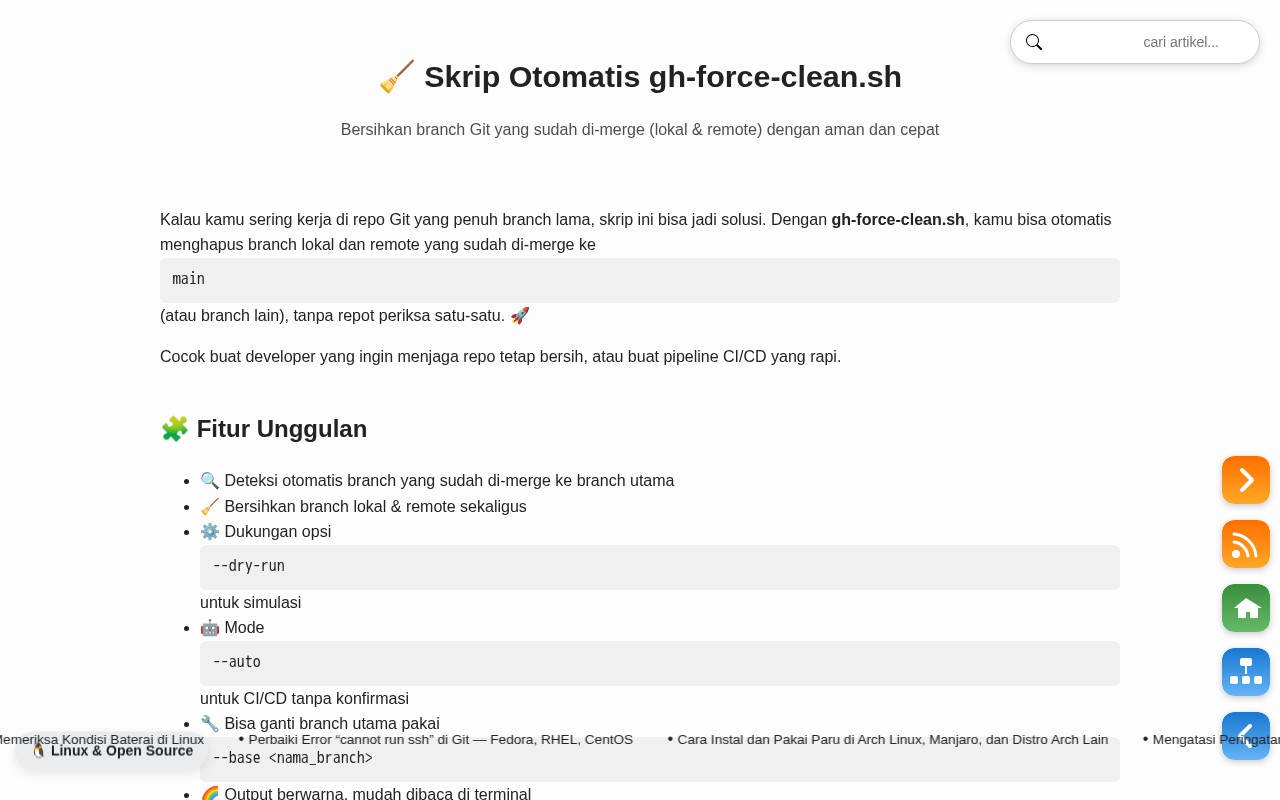 cari artikel...
🧹 Skrip Otomatis gh-force-clean.sh
Bersihkan branch Git yang sudah di-merge (lokal & remote) dengan aman dan cepat
Kalau kamu sering kerja di repo Git yang penuh branch lama, skrip ini bisa jadi solusi. Dengan gh-force-clean.sh, kamu bisa otomatis
menghapus branch lokal dan remote yang sudah di-merge ke
main
(atau branch lain), tanpa repot periksa satu-satu. 🚀
Cocok buat developer yang ingin menjaga repo tetap bersih, atau buat pipeline CI/CD yang rapi.
🧩 Fitur Unggulan
• 🔍 Deteksi otomatis branch yang sudah di-merge ke branch utama
• 🧹 Bersihkan branch lokal & remote sekaligus
• ⚙️ Dukungan opsi
--dry-run
untuk simulasi
• 🤖 Mode
--auto
untuk CI/CD tanpa konfirmasi
• 🔧 Bisa ganti branch utama pakai
Memeriksa Kondisi Baterai di Linux • Perbaiki Error “cannot run ssh” di Git — Fedora, RHEL, CentOS • Cara Instal dan Pakai Paru di Arch Linux, Manjaro, dan Distro Arch Lain • Mengatasi Peringatan
🐧 Linux & Open Source
--base <nama_branch>
• 🌈 Output berwarna, mudah dibaca di terminal